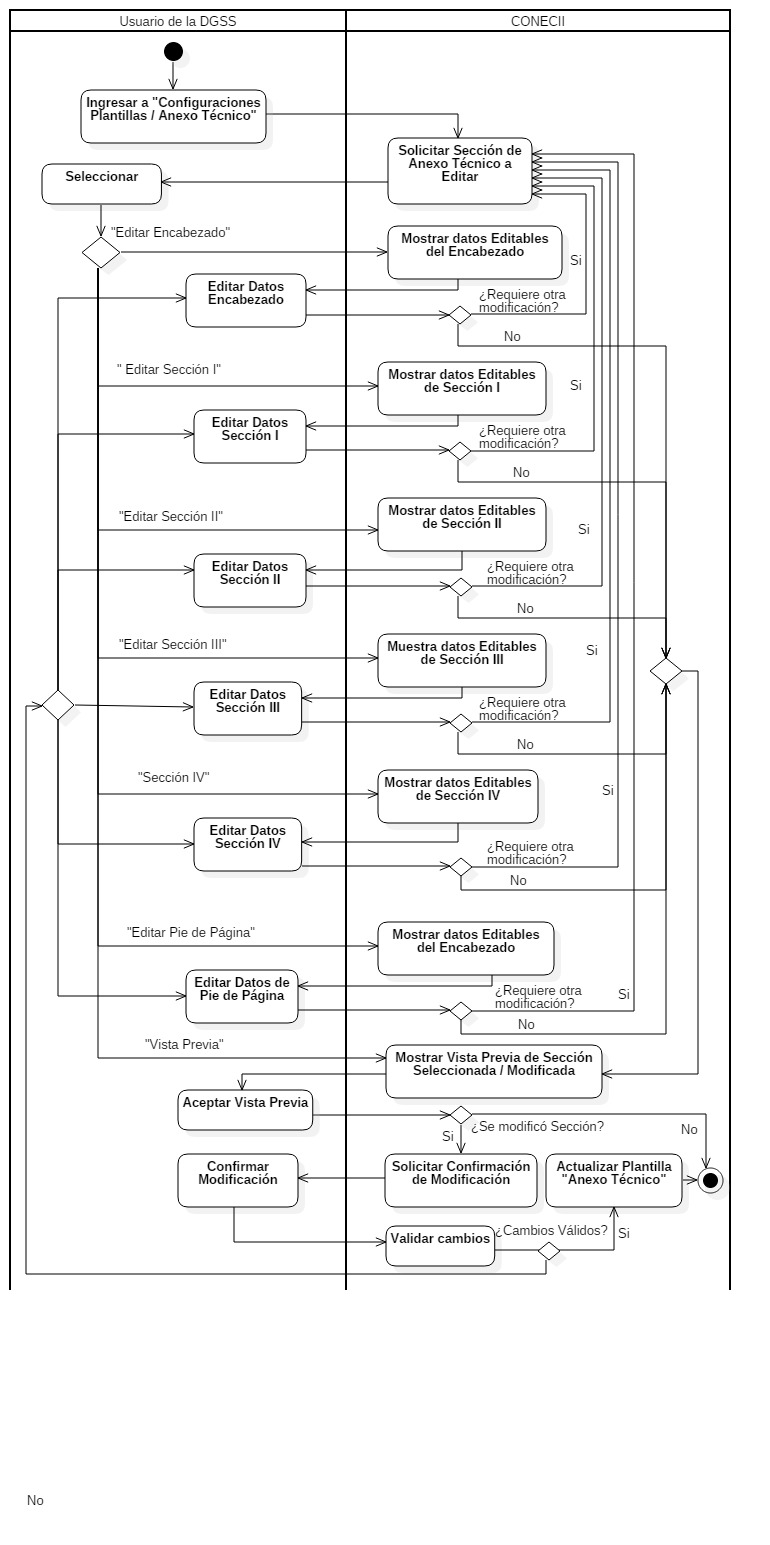 Usuario de la DGSS
CONECII
Ingresar a "Configuraciones
Plantillas / Anexo Técnico"
Solicitar Sección de
Anexo Técnico a
Editar
Seleccionar
"Editar Encabezado"
Mostrar datos Editables
del Encabezado
Si
Editar Datos
Encabezado
¿Requiere otra
modificación?
No
" Editar Sección I"
Mostrar datos Editables
de Sección I
Si
Editar Datos
Sección I
¿Requiere otra
modificación?
No
"Editar Sección II"
Mostrar datos Editables
de Sección II
Si
Editar Datos
Sección II
¿Requiere otra
modificación?
No
"Editar Sección III"
Muestra datos Editables
de Sección III
Si
Editar Datos
Sección III
¿Requiere otra
modificación?
No
"Sección IV"
Mostrar datos Editables
de Sección IV
Si
Editar Datos
Sección IV
¿Requiere otra
modificación?
No
"Editar Pie de Página"
Mostrar datos Editables
del Encabezado
Editar Datos de
Pie de Página
¿Requiere otra
modificación?
Si
No
"Vista Previa"
Mostrar Vista Previa de Sección
Seleccionada / Modificada
Aceptar Vista Previa
¿Se modificó Sección?
No
Si
Confirmar
Modificación
Solicitar Confirmación
de Modificación
Actualizar Plantilla
"Anexo Técnico"
Validar cambios
¿Cambios Válidos?
Si
No